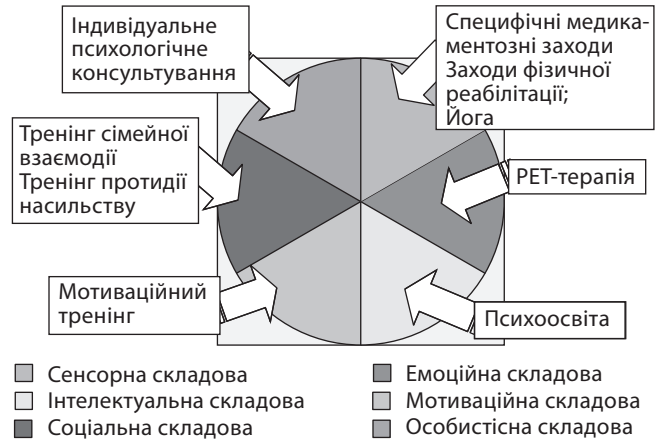 Індивідуальне
психологічне
консультування
Специфічні медика-
ментозні заходи
Заходи фізичної
реабілітації;
Йога
Тренінг сімейної
взаємодії
Тренінг протидії
насильству
РЕТ-терапія
Мотиваційний
тренінг
Психоосвіта
Сенсорна складова
Інтелектуальна складова
Соціальна складова
Емоційна складова
Мотиваційна складова
Особистісна складова